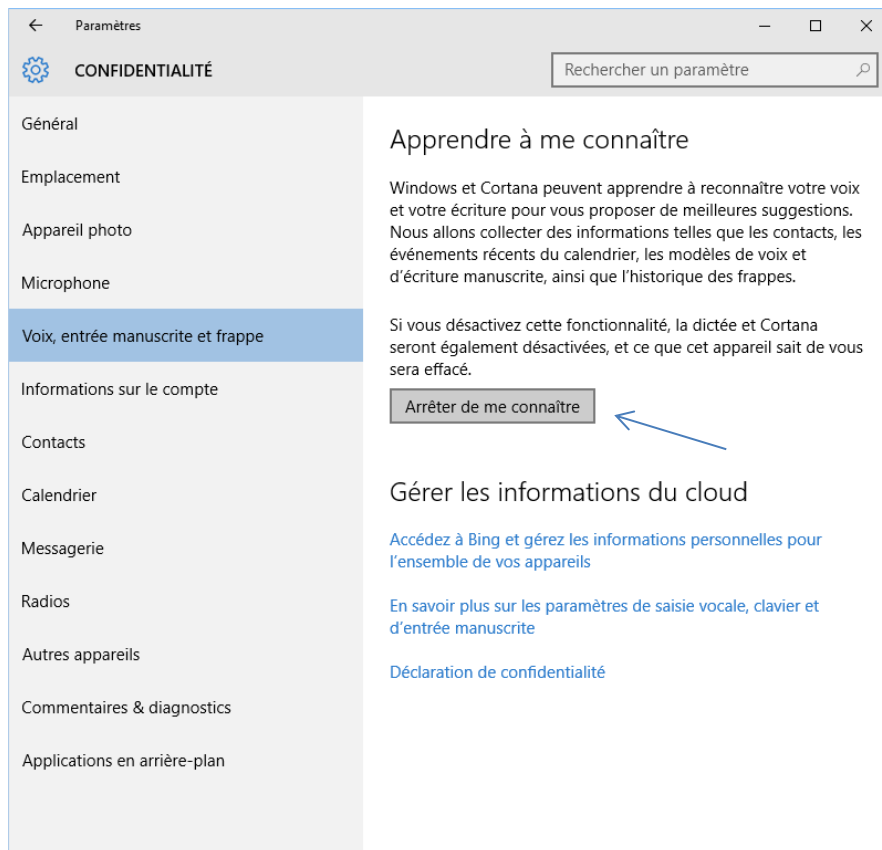 Paramètres
CONFIDENTIALITÉ
Rechercher un paramètre
Général
Emplacement
Appareil photo
Microphone
Voix, entrée manuscrite et frappe
Informations sur le compte
Contacts
Calendrier
Messagerie
Radios
Autres appareils
Commentaires & diagnostics
Applications en arrière-plan
Apprendre à me connaître
Windows et Cortana peuvent apprendre à reconnaître votre voix
et votre écriture pour vous proposer de meilleures suggestions.
Nous allons collecter des informations telles que les contacts, les
événements récents du calendrier, les modèles de voix et
d’écriture manuscrite, ainsi que l’historique des frappes.
Si vous désactivez cette fonctionnalité, la dictée et Cortana
seront également désactivées, et ce que cet appareil sait de vous
sera effacé.
Arrêter de me connaître
Gérer les informations du cloud
Accédez à Bing et gérez les informations personnelles pour
l’ensemble de vos appareils
En savoir plus sur les paramètres de saisie vocale, clavier et
d’entrée manuscrite
Déclaration de confidentialité